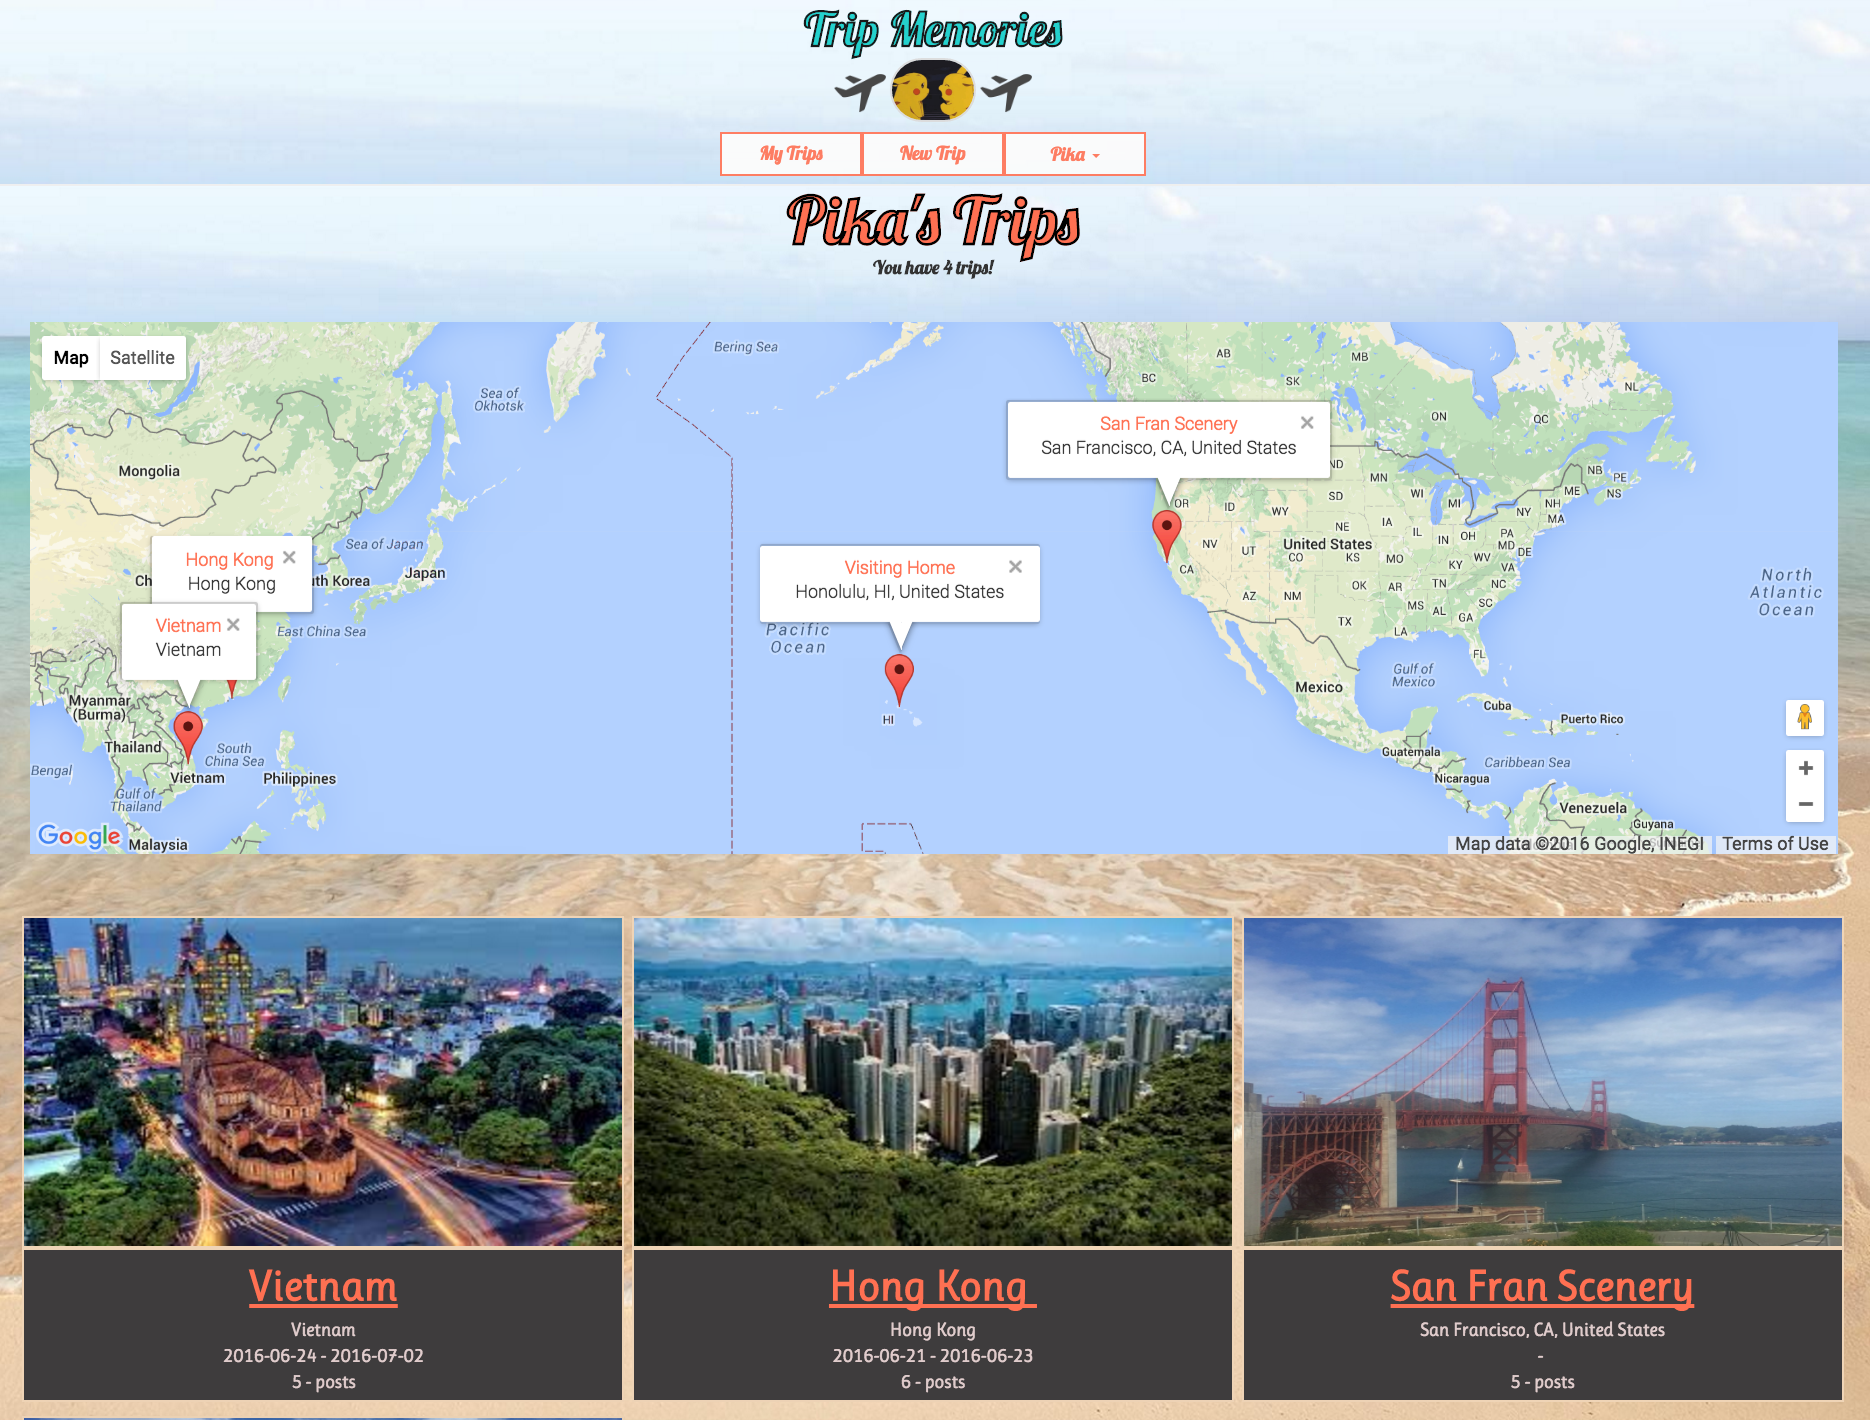 Trip Memories
My Trips
New Trip
Pika
Pika's Trips
You have 4 trips!
Map
Satellite
Bering Sea
Sea of
Okhotsk
AB
MB
BC
SK
NL
ON
QC
San Fran Scenery
San Francisco, CA, United States
Mongolia
ND
MN
NB
PE
WI
MI
ME
NS
SD
NH
OR
ID
WY
NY
MA
IA
NE
IL
IN
OH
PA
MD
DE
Sea of Japan
NV
UT
United States
CO
KS
MO
WV
KY
VA
Hong Kong
Hong Kong
Ch
uth Korea
Japan
Visiting Home
Honolulu, HI, United States
CA
OK
AR
TN
NC
AZ
NM
MS
AL
SC
North
Atlantic
Ocean
TX
GA
LA
Vietnam
Vietnam
East China Sea
Pacific
Ocean
FL
Gulf of
Mexico
Mexico
Myanmar
(Burma)
HI
Cuba
Puerto Rico
Thailand
South
China Sea
Guatemala
Caribbean Sea
Bengal
Vietnam
Philippines
Nicaragua
Gulf of
Thailand
Venezuela
Guyana
Google
Malaysia
Map data ©2016 Google, INEGI
Terms of Use
Vietnam
Vietnam
2016-06-24 - 2016-07-02
5 - posts
Hong Kong
Hong Kong
2016-06-21 - 2016-06-23
6 - posts
San Fran Scenery
San Francisco, CA, United States
-
5 - posts